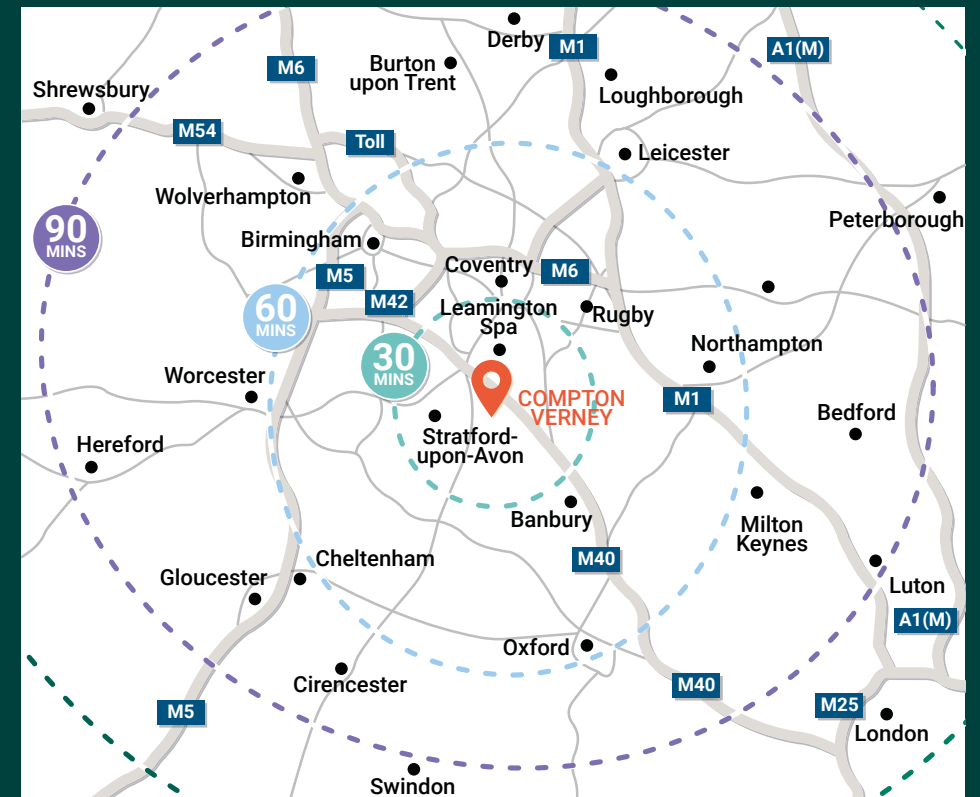 Derby
M1
A1(M)
M6
Burton
upon Trent
Shrewsbury
Loughborough
M54
Toll
Leicester
Wolverhampton
Peterborough
90
MINS
Birmingham
Coventry
M6
M5
M42
60
MINS
Leamington
Spa
Rugby
30
MINS
Northampton
Worcester
COMPTON
VERNEY
M1
Bedford
Hereford
Stratford-
upon-Avon
Banbury
Milton
Keynes
M40
Cheltenham
Gloucester
Luton
A1(M)
Oxford
Cirencester
M40
M5
M25
London
Swindon